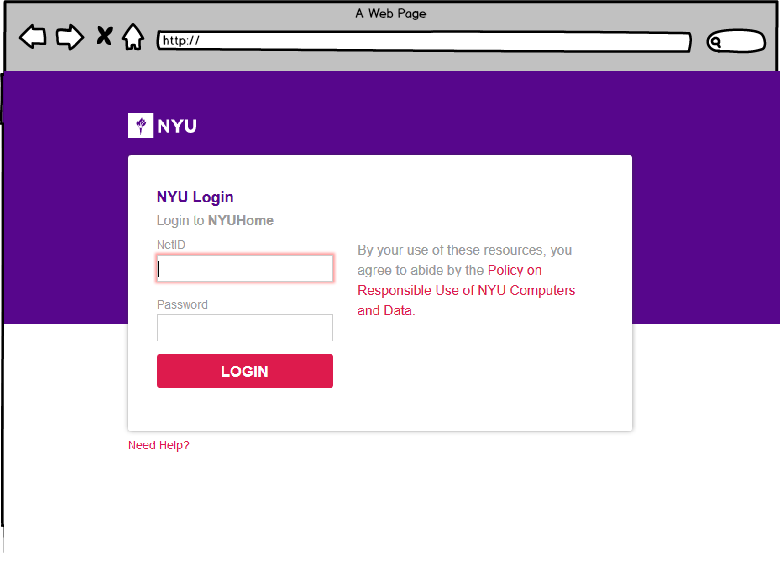 A Web Page
http://
NYU
NYU Login
Login to NYUHome
NetID
By your use of these resources, you
agree to abide by the Policy on
Responsible Use of NYU Computers
and Data.
Password
LOGIN
Need Help?